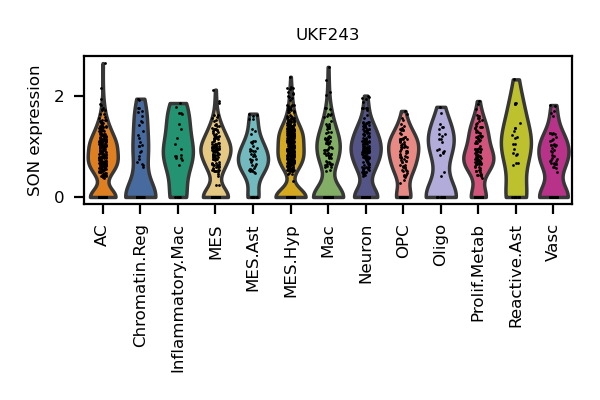 UKF243
SON expression
2
0
AC
Chromatin.Reg
Inflammatory.Mac
MES
MES.Ast
MES.Hyp
Mac
Neuron
OPC
Oligo
Prolif.Metab
Reactive.Ast
Vasc